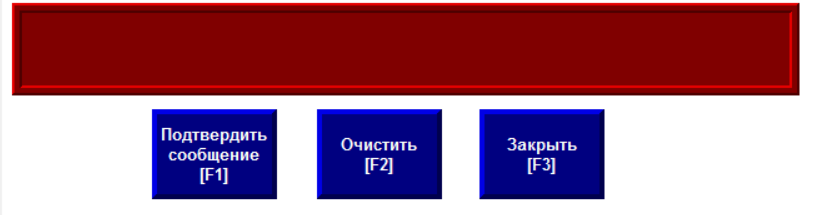 Подтвердить
сообщение
[F1]
Очистить
[F2]
Закрыть
[F3]